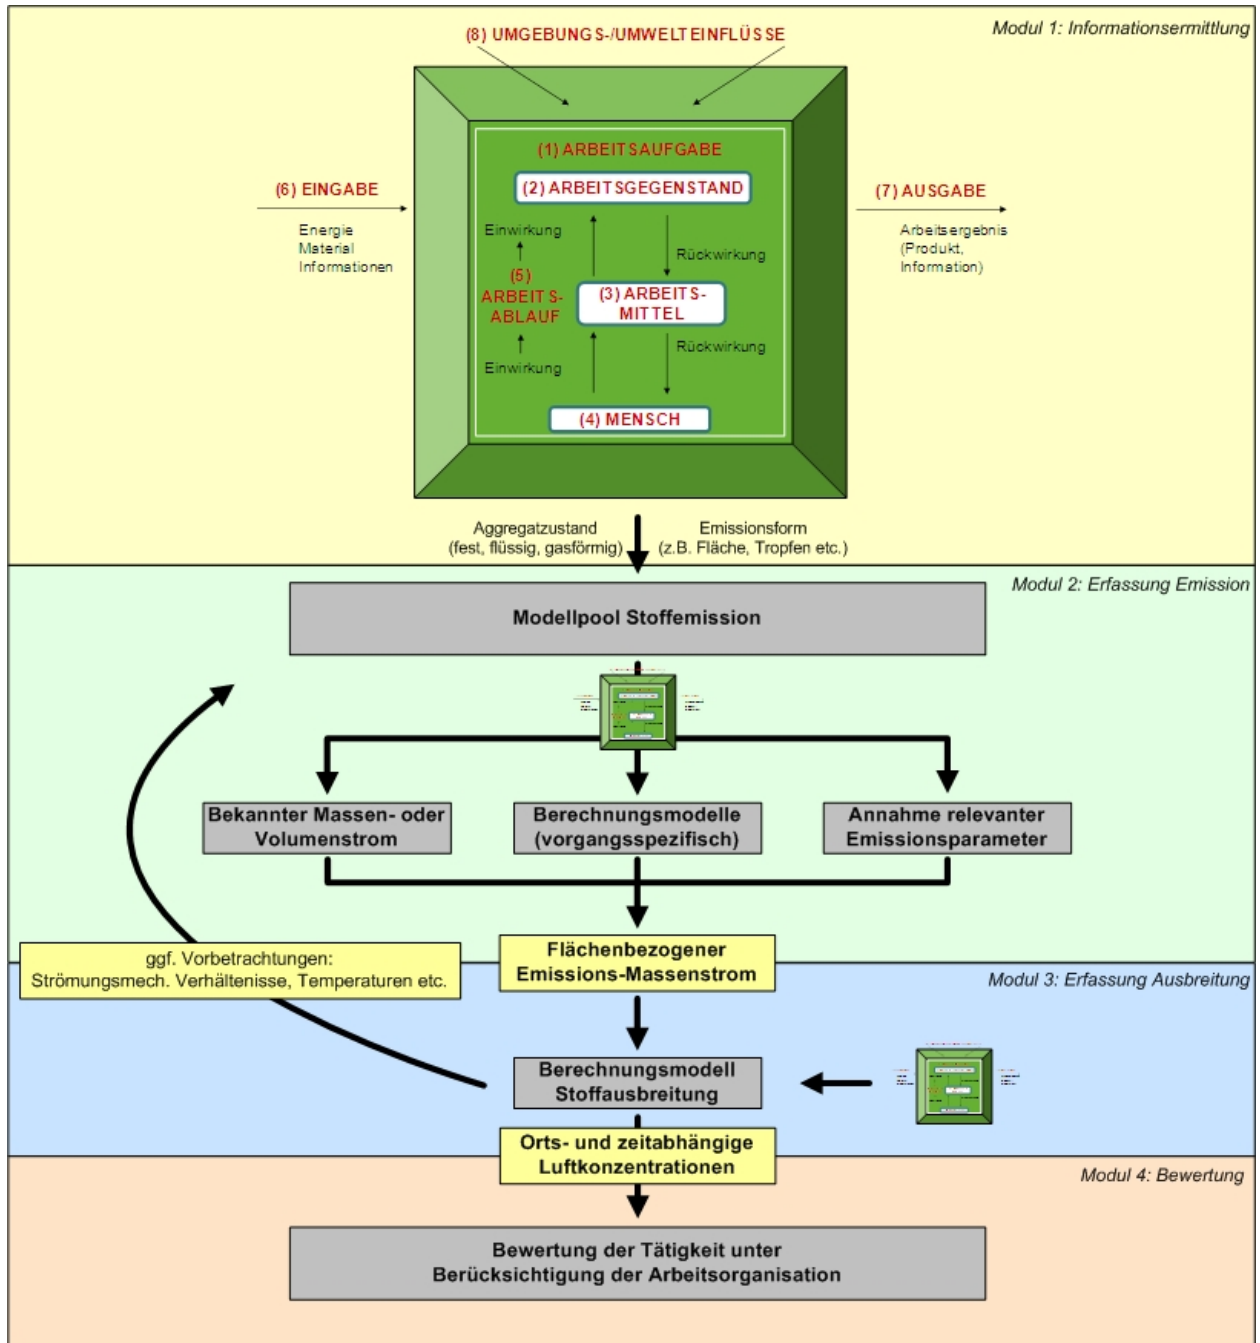 Modul 1: Informationsermittlung
(8) UMGEBUNGS-/UMWELTEINFLÜSSE
(1) ARBEITSAUFGABE
(2) ARBEITSGEGENSTAND
(6) EINGABE
Energie
Material
Informationen
(7) AUSGABE
Arbeitsergebnis
(Produkt,
Information)
Einwirkung
Rückwirkung
(5)
ARBEITS-
ABLAUF
(3) ARBEITS-
MITTEL
Einwirkung
Rückwirkung
(4) MENSCH
Aggregatzustand
(fest, flüssig, gasförmig)
Emissionsform
(z.B. Fläche, Tropfen etc.)
Modul 2: Erfassung Emission
Modellpool Stoffemission
Bekannter Massen- oder
Volumenstrom
Berechnungsmodelle
(vorgangsspezifisch)
Annahme relevanter
Emissionsparameter
ggf. Vorbetrachtungen:
Strömungsmech. Verhältnisse, Temperaturen etc.
Flächenbezogener
Emissions-Massenstrom
Modul 3: Erfassung Ausbreitung
Berechnungsmodell
Stoffausbreitung
Orts- und zeitabhängige
Luftkonzentrationen
Modul 4: Bewertung
Bewertung der Tätigkeit unter
Berücksichtigung der Arbeitsorganisation